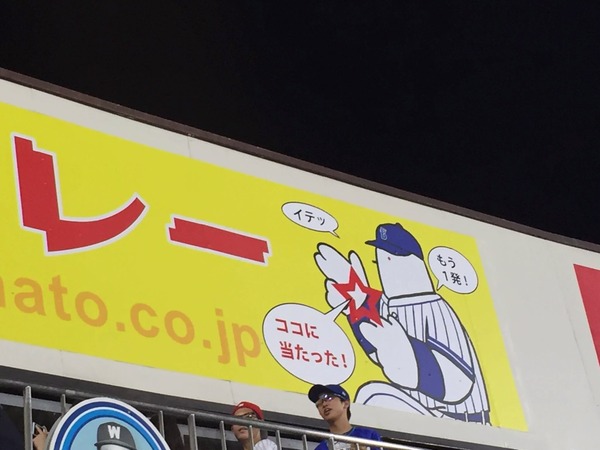 レー
ato.co.jp
イテッ
もう
1発!
ココに
当たった!
W